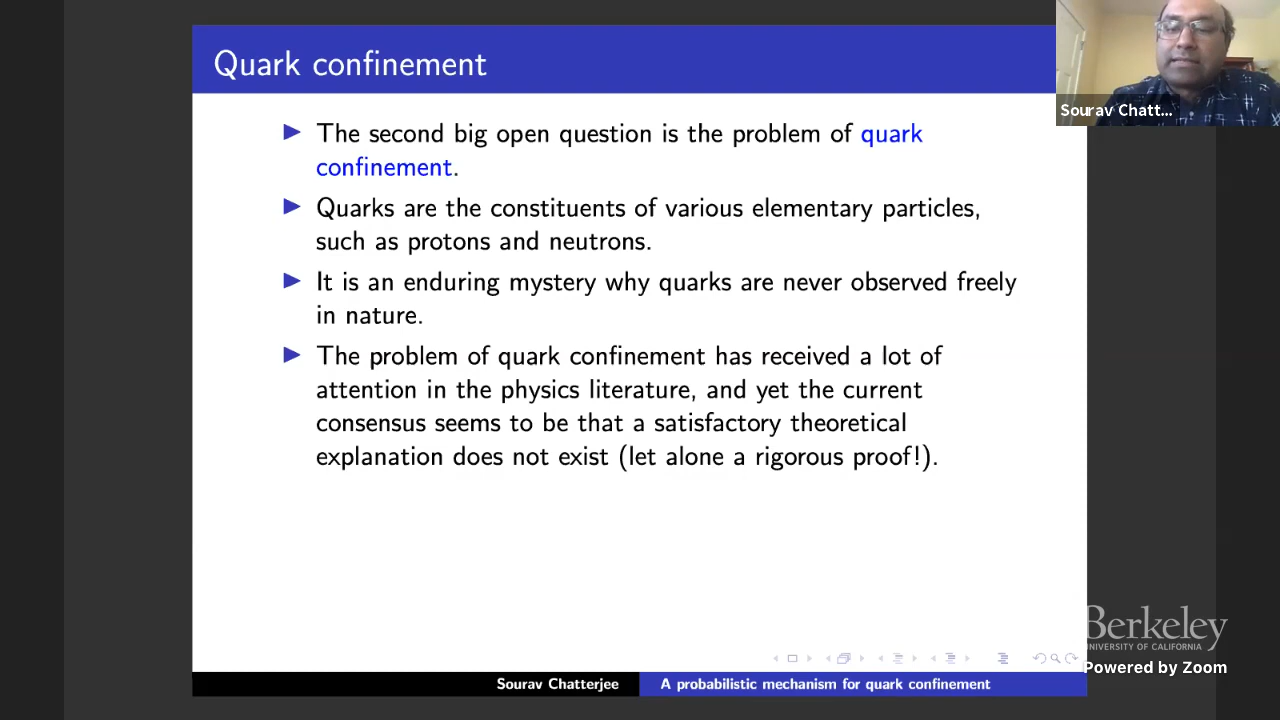 Quark confinement
Sourav Chatt...
▶ The second big open question is the problem of quark
confinement.
▶ Quarks are the constituents of various elementary particles,
such as protons and neutrons.
▶ It is an enduring mystery why quarks are never observed freely
in nature.
▶ The problem of quark confinement has received a lot of
attention in the physics literature, and yet the current
consensus seems to be that a satisfactory theoretical
explanation does not exist (let alone a rigorous proof!).
Berkeley
UNIVERSITY OF CALIFORNIA
Powered by Zoom
Sourav Chatterjee
A probabilistic mechanism for quark confinement